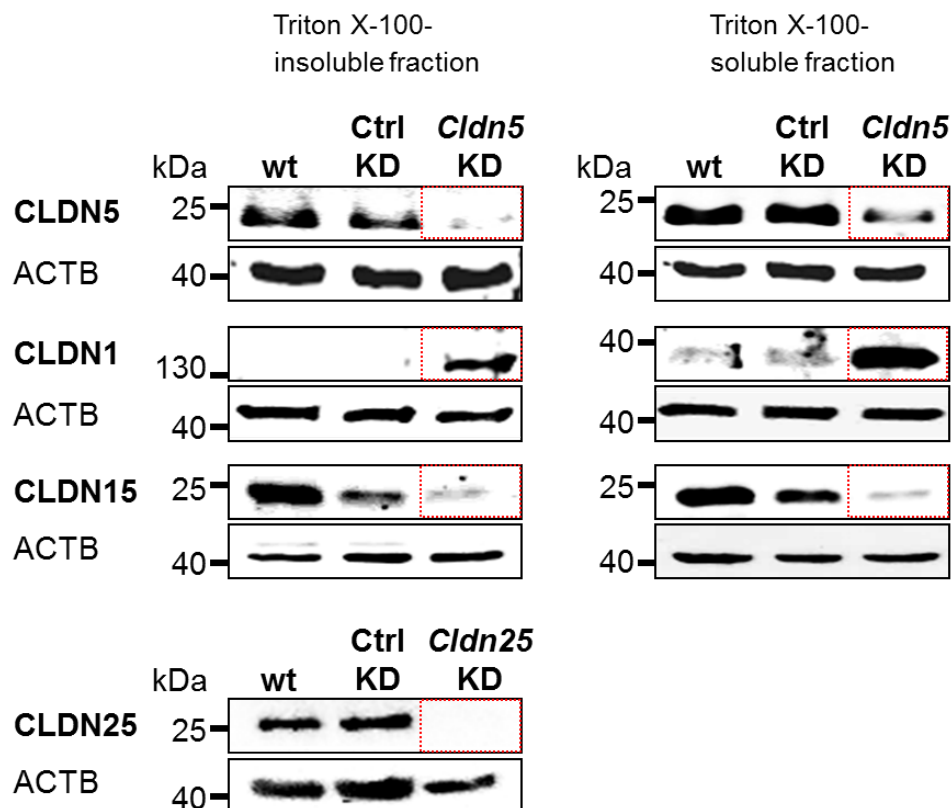 Triton X-100-
insoluble fraction
Triton X-100-
soluble fraction
Ctrl Cldn5
kDa wt KD KD
Ctrl Cldn5
wt KD KD
CLDN5 25 25
ACTB 40 40
CLDN1 130 40
ACTB 40 40
CLDN15 25 25
ACTB 40 40
Ctrl Cldn25
kDa wt KD KD
CLDN25 25
ACTB 40